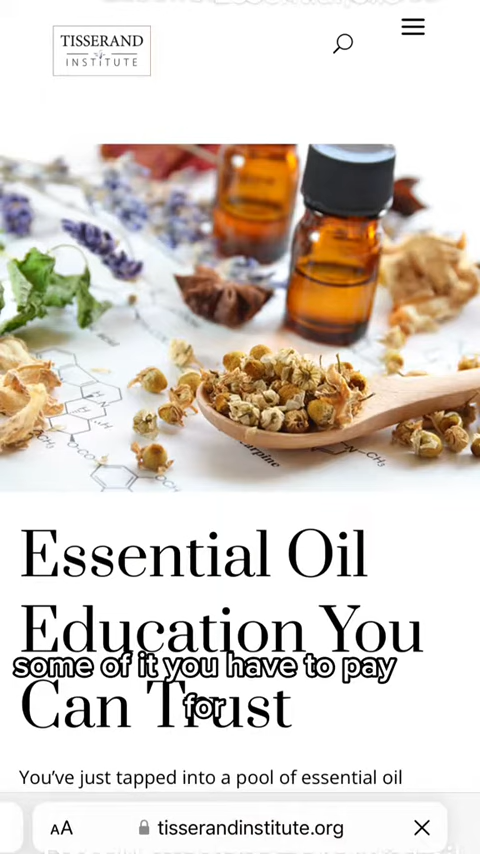 TISSERAND
INSTITUTE
Essential Oil
Education You
some of it you have to pay
for
Can Trust
You've just tapped into a pool of essential oil
AA
tisserandinstitute.org